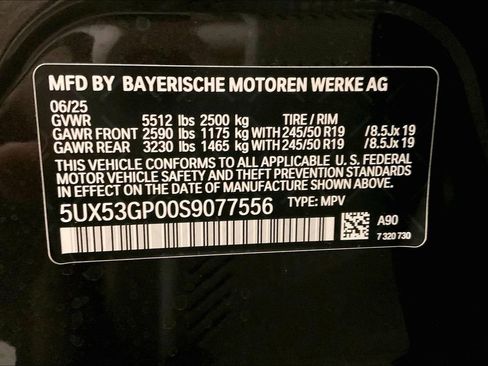 MFD BY BAYERISCHE MOTOREN WERKE AG
06/25
GVWR 5512 lbs 2500 kg TIRE / RIM
GAWR FRONT 2590 lbs 1175 kg WITH 245/50 R19 /8.5Jx 19
GAWR REAR 3230 lbs 1465 kg WITH 245/50 R19 /8.5Jx 19
THIS VEHICLE CONFORMS TO ALL APPLICABLE U. S. FEDERAL
MOTOR VEHICLE SAFETY AND THEFT PREVENTION STANDARDS
IN EFFECT ON THE DATE OF MANUFACTURE SHOWN ABOVE.
5UX53GP00S9077556 TYPE: MPV
A90
7 320 730